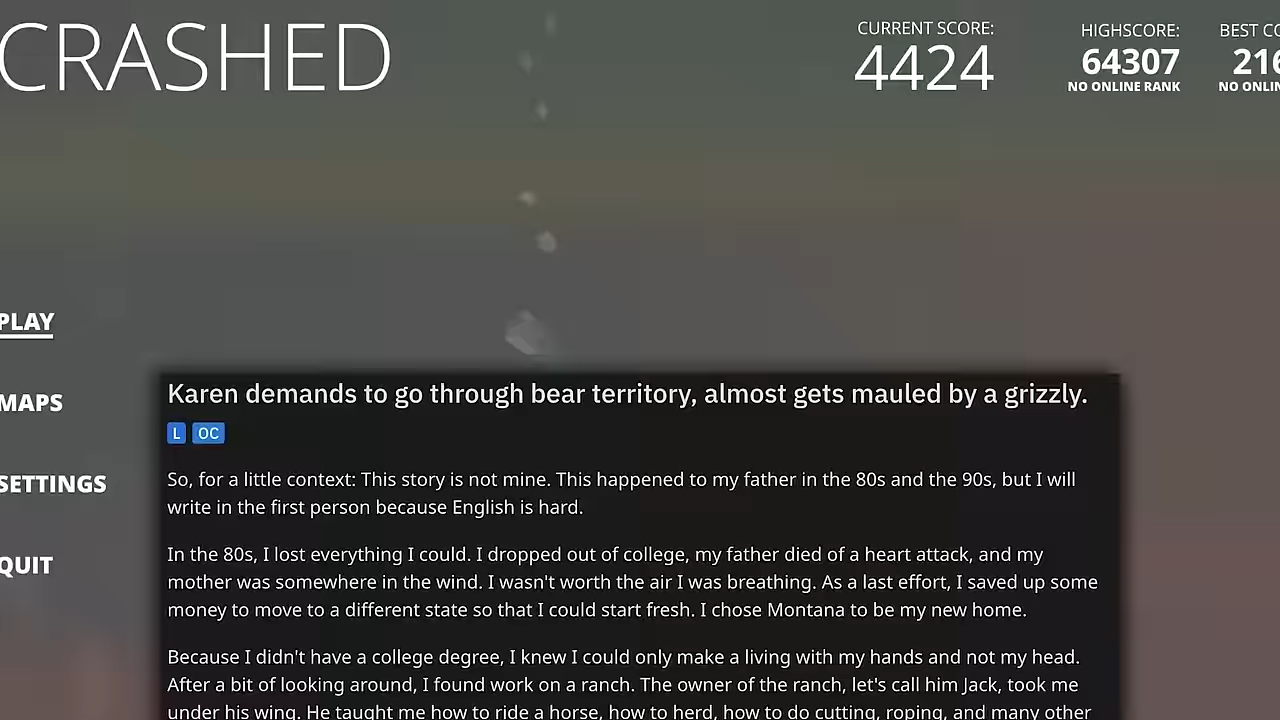 CRASHED
CURRENT SCORE:
4424
HIGHSCORE:
64307
NO ONLINE RANK
BEST CO
216
NO ONLIN
PLAY
MAPS
SETTINGS
QUIT
Karen demands to go through bear territory, almost gets mauled by a grizzly.
L OC
So, for a little context: This story is not mine. This happened to my father in the 80s and the 90s, but I will
write in the first person because English is hard.
In the 80s, I lost everything I could. I dropped out of college, my father died of a heart attack, and my
mother was somewhere in the wind. I wasn't worth the air I was breathing. As a last effort, I saved up some
money to move to a different state so that I could start fresh. I chose Montana to be my new home.
Because I didn't have a college degree, I knew I could only make a living with my hands and not my head.
After a bit of looking around, I found work on a ranch. The owner of the ranch, let's call him Jack, took me
under his wing. He taught me how to ride a horse, how to herd, how to do cutting, roping, and many other